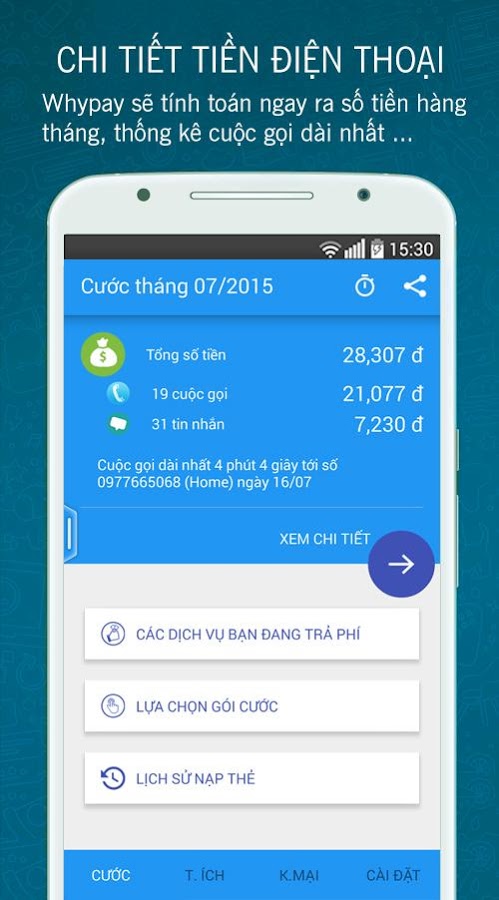 CHI TIẾT TIỀN ĐIỆN THOẠI
Whypay sẽ tính toán ngay ra số tiền hàng
tháng, thống kê cuộc gọi dài nhất ...
15:30
Cước tháng 07/2015
Tổng số tiền 28,307 đ
19 cuộc gọi 21,077 đ
31 tin nhắn 7,230 đ
Cuộc gọi dài nhất 4 phút 4 giây tới số
0977665068 (Home) ngày 16/07
XEM CHI TIẾT
CÁC DỊCH VỤ BẠN ĐANG TRẢ PHÍ
LỰA CHỌN GÓI CƯỚC
LỊCH SỬ NẠP THẺ
CƯỚC T. ÍCH K.MẠI CÀI ĐẶT